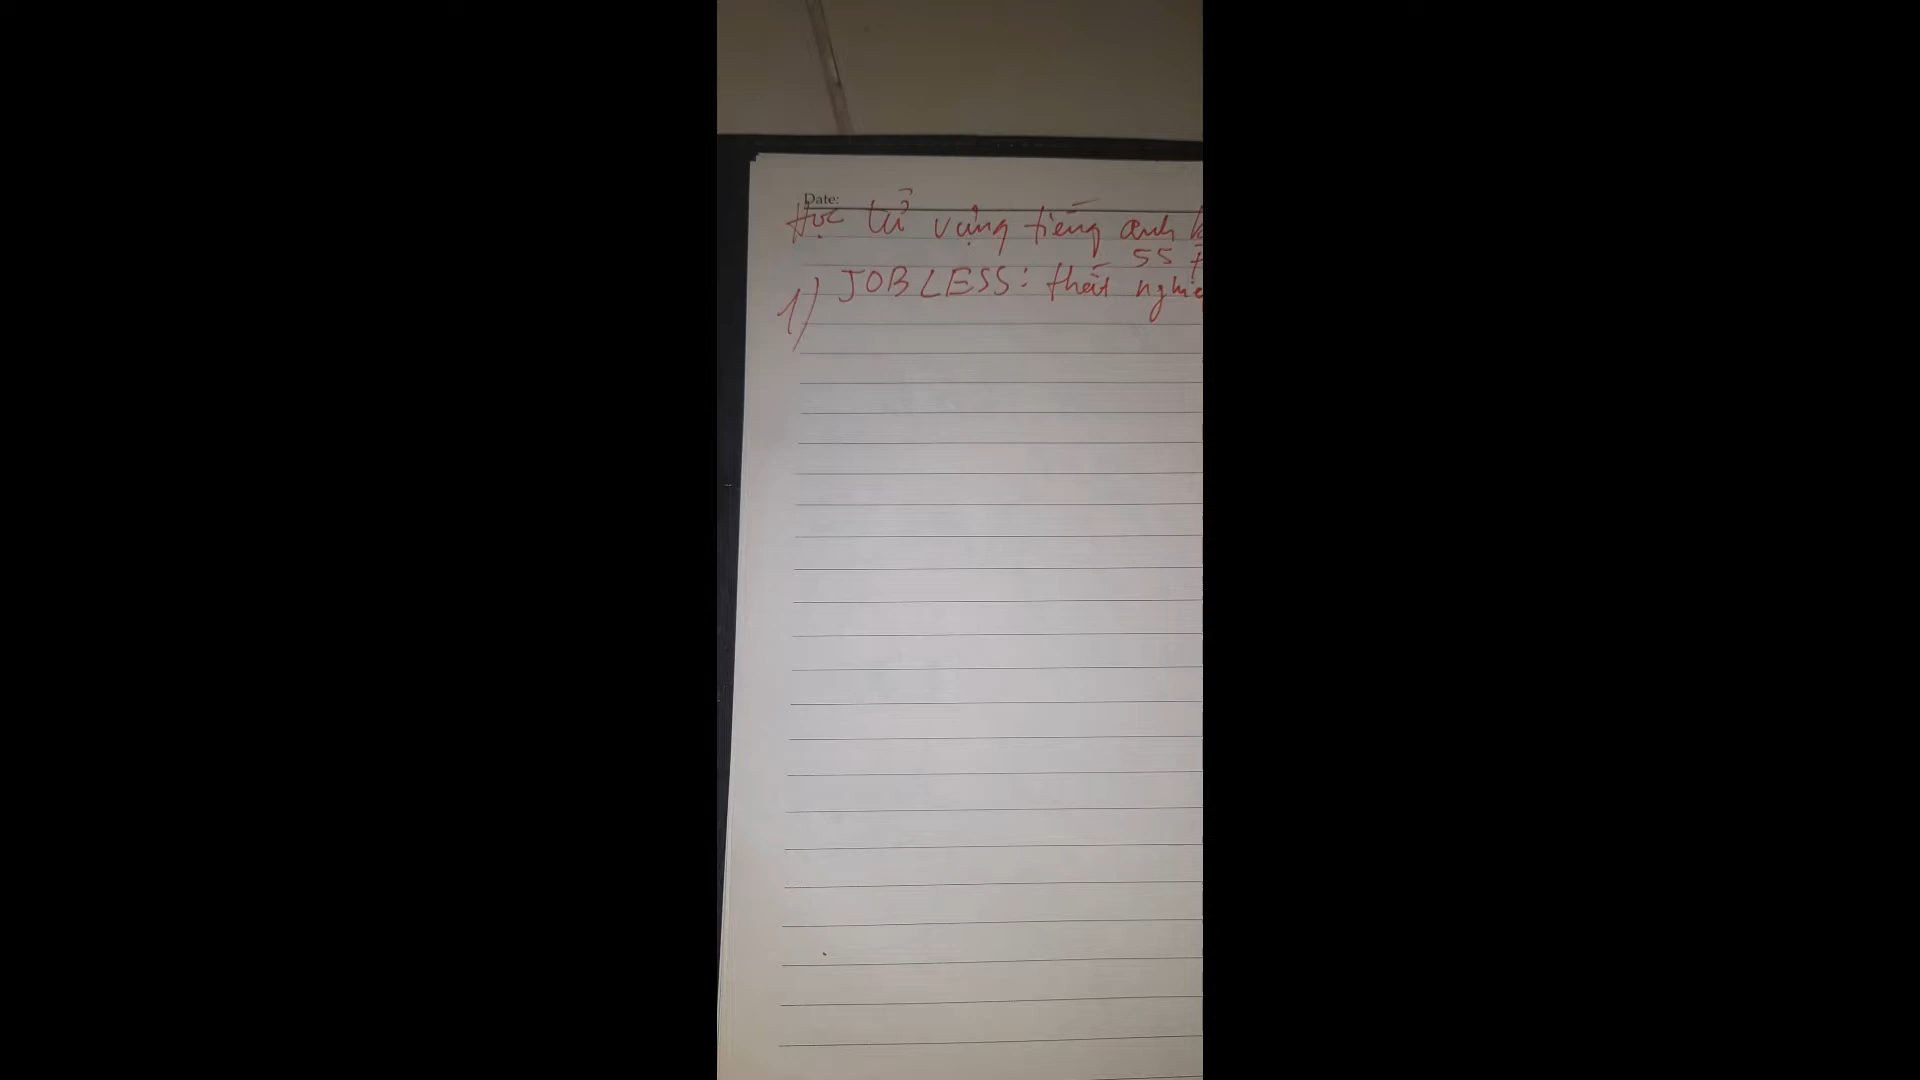 Date:
Học từ vựng tiếng anh
55
1) JOBLESS: thất